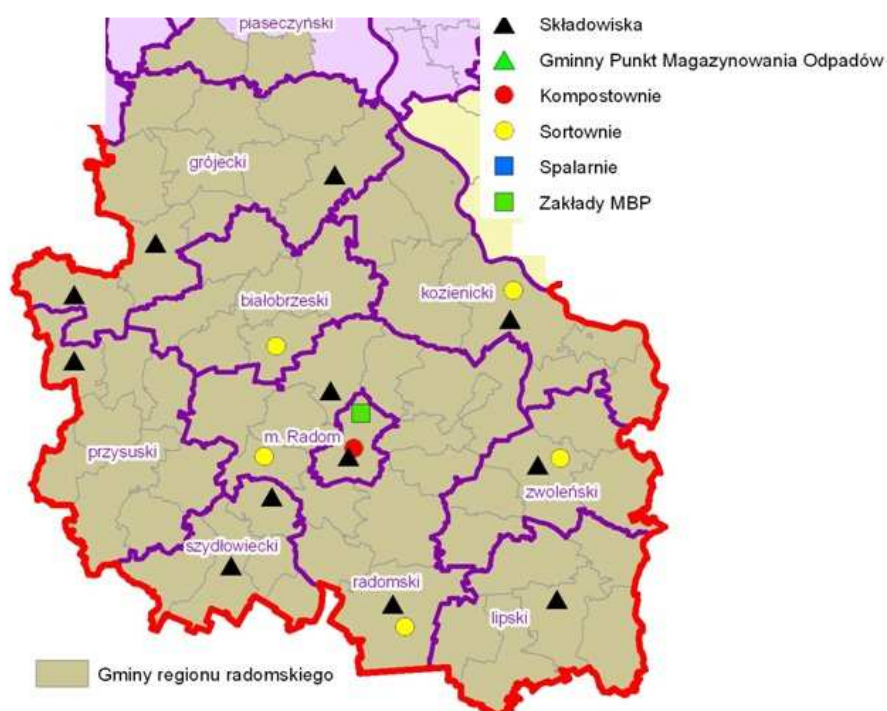 piaseczyński
Składowiska
Gminny Punkt Magazynowania Odpadów
Kompostownie
Sortownie
Spalarnie
Zakłady MBP
grójecki
białobrzeski
kozienicki
m. Radom
przysuski
zwoleński
szydłowiecki
radomski
lipski
Gminy regionu radomskiego